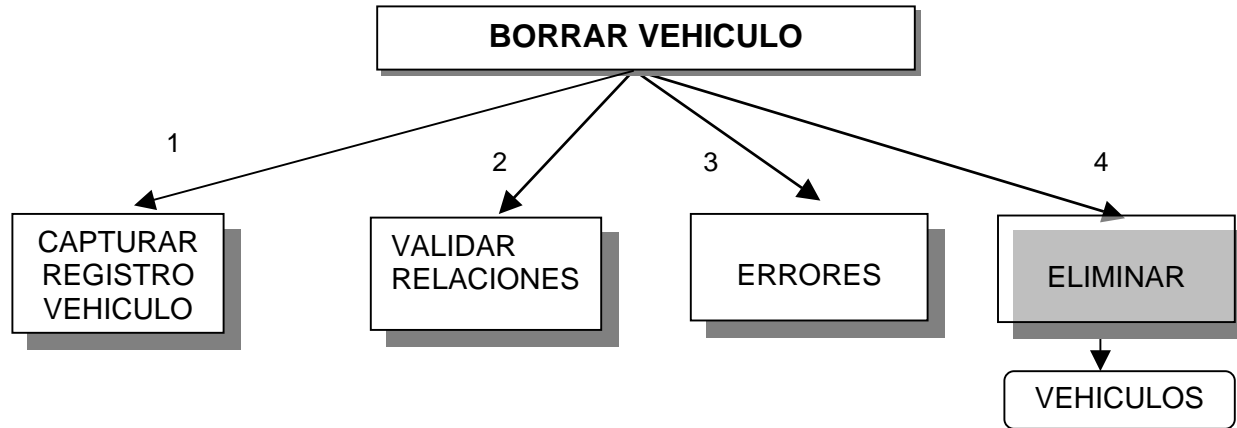 BORRAR VEHICULO
1
2
3
4
CAPTURAR
REGISTRO
VEHICULO
VALIDAR
RELACIONES
ERRORES
ELIMINAR
VEHICULOS